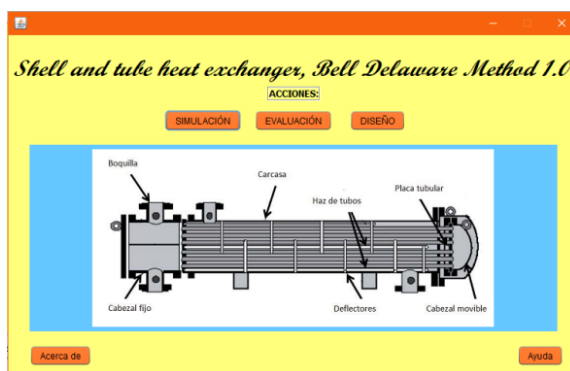 Shell and tube heat exchanger, Bell Delaware Method 1.0
ACCIONES:
SIMULACIÓN EVALUACIÓN DISEÑO
Boquilla
Carcasa
Placa tubular
Haz de tubos
Cabezal fijo
Deflectores
Cabezal movible
Acerca de
Ayuda